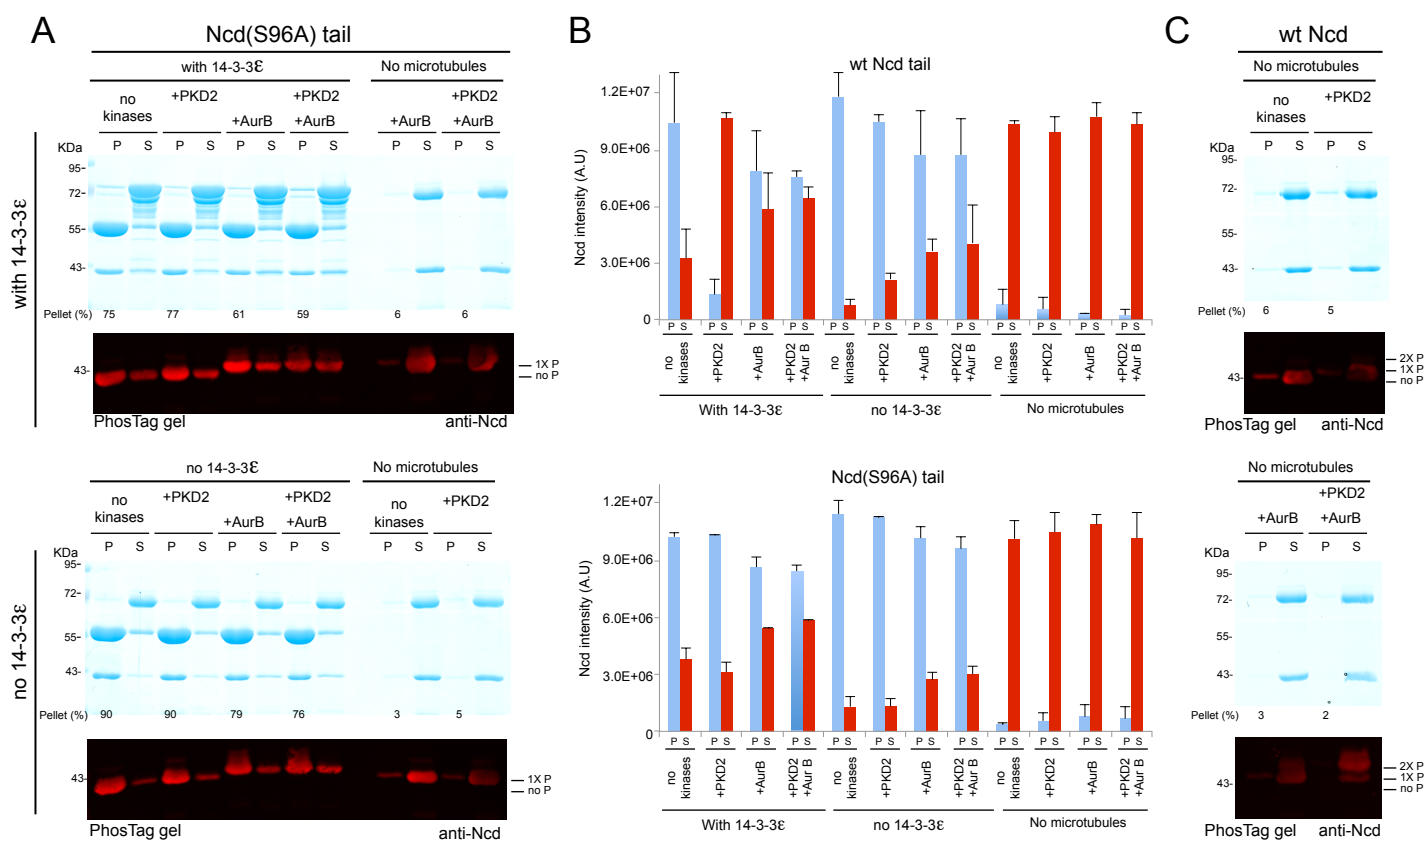 A
Ncd(S96A) tail
with 14-3-3ε
No microtubules
no kinases
+PKD2
+AurB
+PKD2
+AurB
+AurB
+PKD2
+AurB
KDa
P S P S P S P S P S P S
95-
72-
55-
43-
with 14-3-3ε
Pellet (%) 75 77 61 59 6 6
43-
1X P
no P
PhosTag gel
anti-Ncd
no 14-3-3ε
No microtubules
no kinases
+PKD2
+AurB
+PKD2
+AurB
no kinases
+PKD2
KDa
P S P S P S P S P S P S
95-
72-
55-
43-
no 14-3-3ε
Pellet (%) 90 90 79 76 3 5
43-
1X P
no P
PhosTag gel
anti-Ncd
B
wt Ncd tail
Ncd intensity (A.U)
1.2E+07
9.0E+06
6.0E+06
3.0E+06
0
P S P S P S P S P S P S P S P S P S P S P S P S
no kinases
+PKD2
+AurB
+PKD2
+Aur B
no kinases
+PKD2
+AurB
+PKD2
+Aur B
no kinases
+PKD2
+AurB
+PKD2
+Aur B
With 14-3-3ε
no 14-3-3ε
No microtubules
Ncd(S96A) tail
Ncd intensity (A.U)
1.2E+07
9.0E+06
6.0E+06
3.0E+06
0
P S P S P S P S P S P S P S P S P S P S P S P S
no kinases
+PKD2
+AurB
+PKD2
+Aur B
no kinases
+PKD2
+AurB
+PKD2
+Aur B
no kinases
+PKD2
+AurB
+PKD2
+Aur B
With 14-3-3ε
no 14-3-3ε
No microtubules
C
wt Ncd
No microtubules
no kinases
+PKD2
KDa
P S P S
95-
72-
55-
43-
Pellet (%) 6 5
43-
2X P
1X P
no P
PhosTag gel
anti-Ncd
No microtubules
+AurB
+PKD2
+AurB
KDa
P S P S
95-
72-
55-
43-
Pellet (%) 3 2
43-
2X P
1X P
no P
PhosTag gel
anti-Ncd